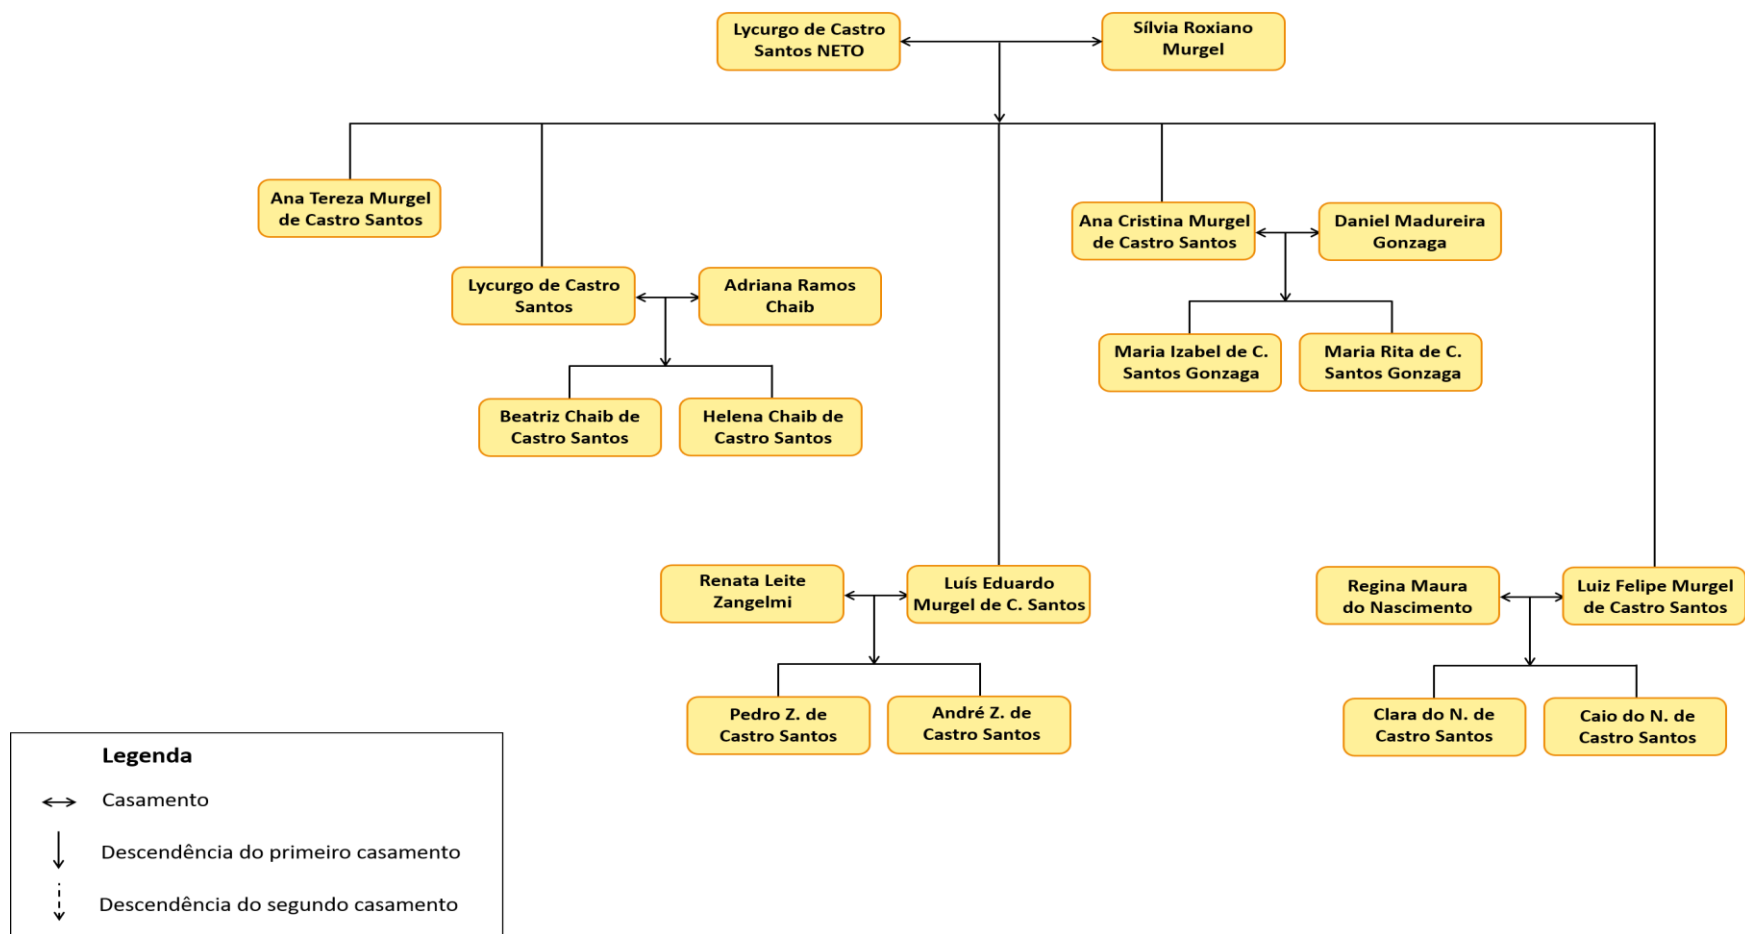 Lycurgo de Castro
Santos NETO
Sílvia Roxiano
Murgel
Ana Tereza Murgel
de Castro Santos
Lycurgo de Castro
Santos
Adriana Ramos
Chaib
Beatriz Chaib de
Castro Santos
Helena Chaib de
Castro Santos
Ana Cristina Murgel
de Castro Santos
Daniel Madureira
Gonzaga
Maria Izabel de C.
Santos Gonzaga
Maria Rita de C.
Santos Gonzaga
Renata Leite
Zangelmi
Luís Eduardo
Murgel de C. Santos
Pedro Z. de
Castro Santos
André Z. de
Castro Santos
Regina Maura
do Nascimento
Luiz Felipe Murgel
de Castro Santos
Clara do N. de
Castro Santos
Caio do N. de
Castro Santos
Legenda
Casamento
Descendência do primeiro casamento
Descendência do segundo casamento